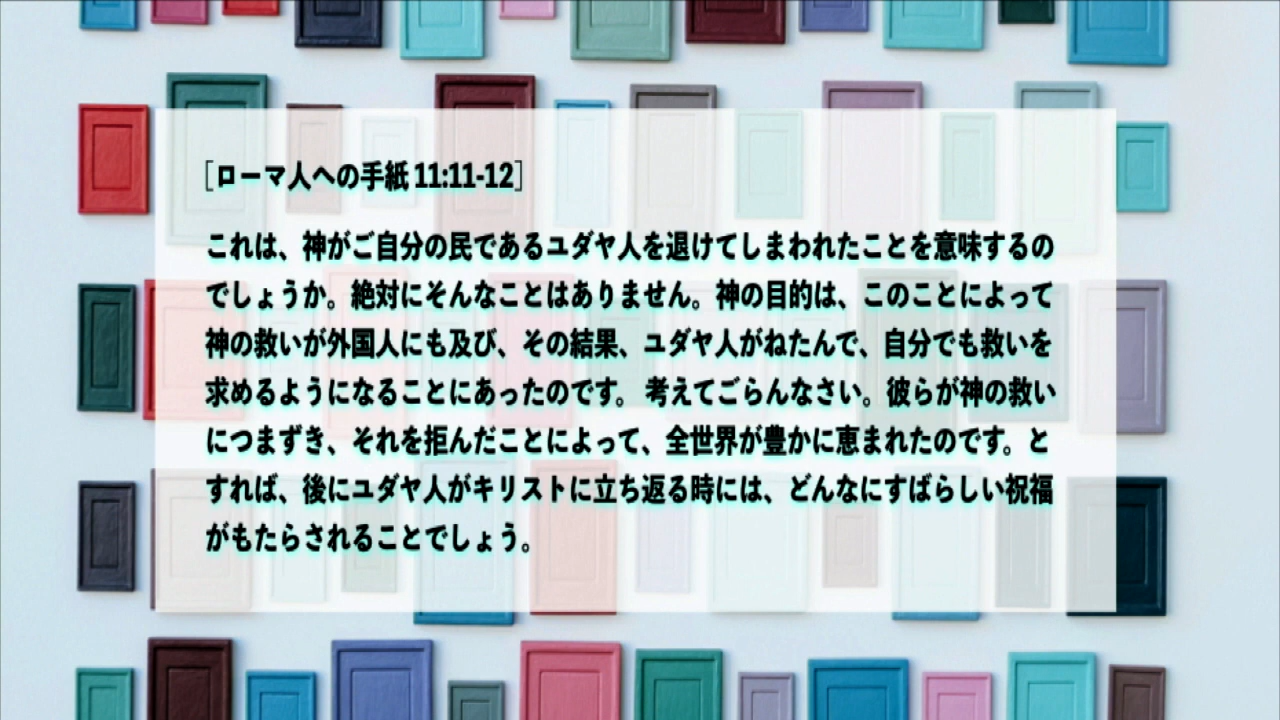 [ローマ人への手紙 11:11-12]
これは、神がご自分の民であるユダヤ人を退けてしまわれたことを意味するの
でしょうか。絶対にそんなことはありません。神の目的は、このことによって
神の救いが外国人にも及び、その結果、ユダヤ人がねたんで、自分でも救いを
求めるようになることにあったのです。 考えてごらんなさい。彼らが神の救い
につまずき、それを拒んだことによって、全世界が豊かに恵まれたのです。と
すれば、後にユダヤ人がキリストに立ち返る時には、どんなにすばらしい祝福
がもたらされることでしょう。